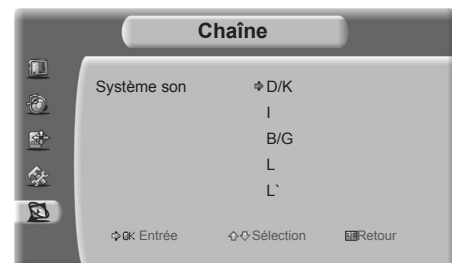 Chaîne
Système son D/K
I
B/G
L
L`
OK Entrée Sélection Retour